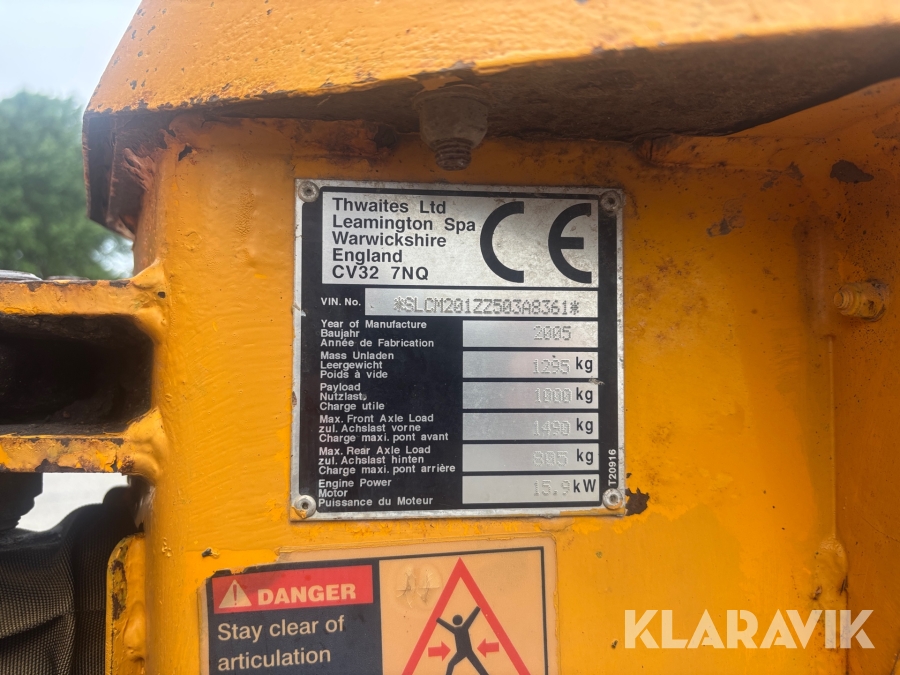 Thwaites Ltd
Leamington Spa
Warwickshire
England
CV32 7NQ
CE
VIN. No. *SLCM201ZZ503A8361*
Year of Manufacture
Baujahr
Année de Fabrication
2005
Mass Unladen
Leergewicht
Poids à vide
1295 kg
Payload
Nutzlast.
Charge utile
1000 kg
Max. Front Axle Load
zul. Achslast vorne
Charge maxi. pont avant
1490 kg
Max. Rear Axle Load
zul. Achslast hinten
Charge maxi. pont arrière
805 kg
Engine Power
Motor
Puissance du Moteur
15.9 kW
T20916
DANGER
Stay clear of
articulation
KLARAVIK